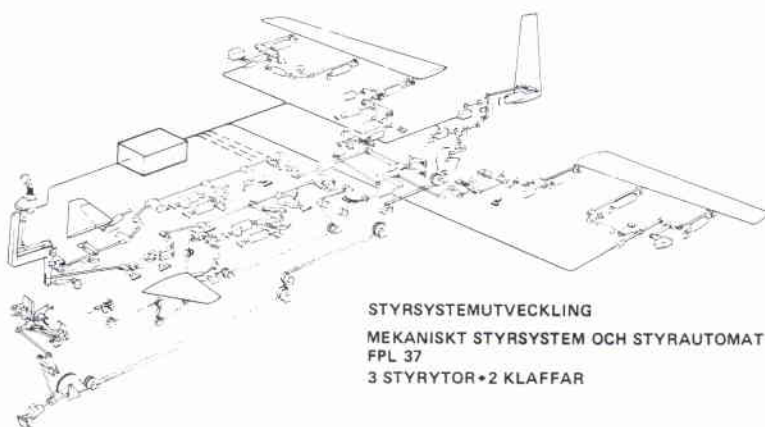 STYRSYSTEMUTVECKLING
MEKANISKT STYRSYSTEM OCH STYRAUTOMAT
FPL 37
3 STYRYTOR+2 KLAFFAR